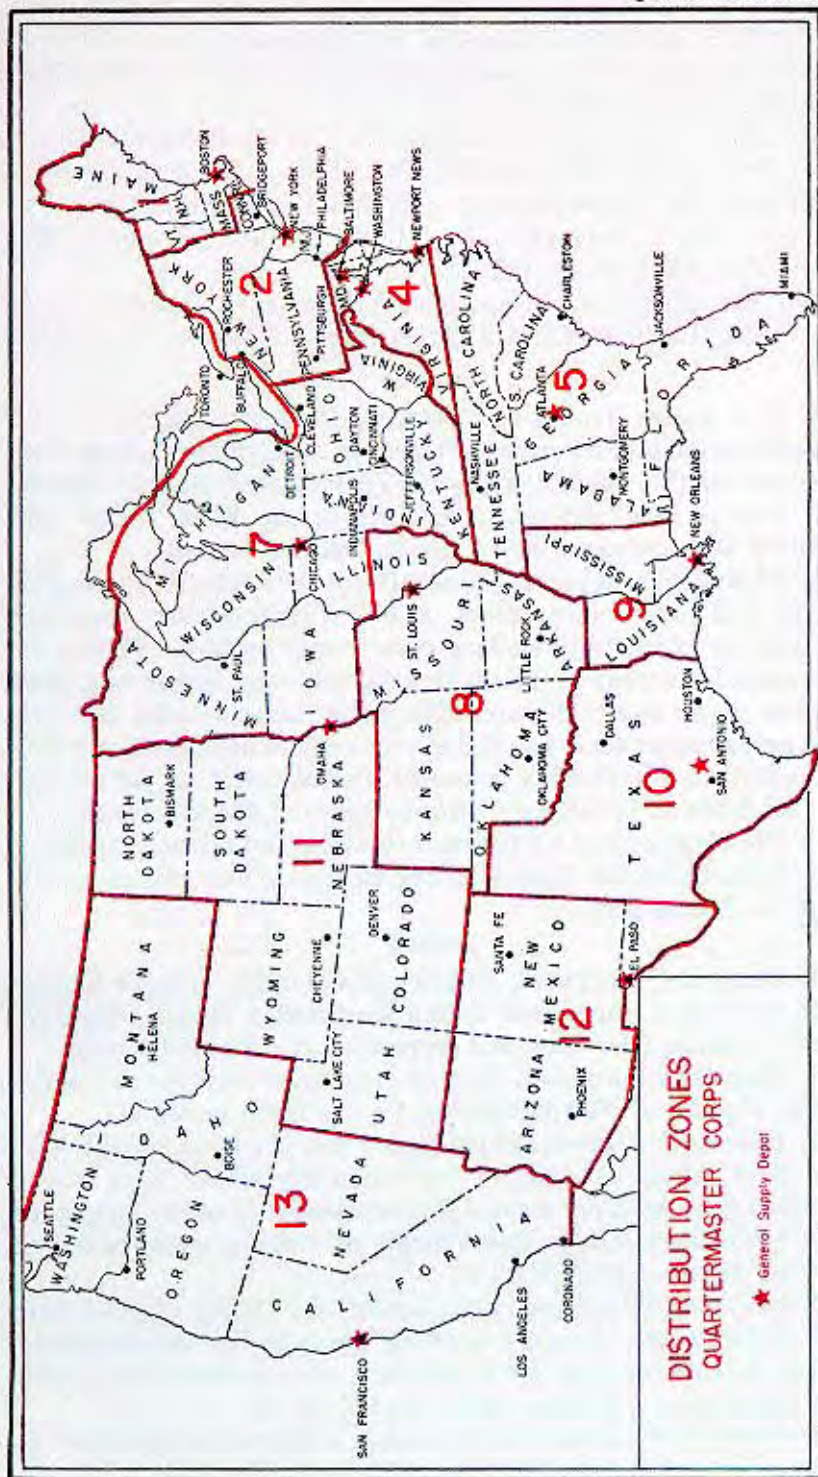 WASHINGTON
SEATTLE
PORTLAND
OREGON
IDAHO
BOISE
MONTANA
HELENA
WYOMING
CHEYENNE
13
NEVADA
CALIFORNIA
SAN FRANCISCO
LOS ANGELES
CORONADO
SALT LAKE CITY
UTAH
COLORADO
DENVER
ARIZONA
PHOENIX
12
NEW
MEXICO
SANTA FE
EL PASO
NORTH
DAKOTA
BISMARK
SOUTH
DAKOTA
11
NEBRASKA
OMAHA
KANSAS
8
OKLAHOMA
OKLAHOMA CITY
TEXAS
10
DALLAS
HOUSTON
SAN ANTONIO
MINNESOTA
ST. PAUL
WISCONSIN
IOWA
MISSOURI
ST. LOUIS
ARKANSAS
LITTLE ROCK
LOUISIANA
9
NEW ORLEANS
MISSISSIPPI
MICHIGAN
DETROIT
7
CHICAGO
ILLINOIS
INDIANA
INDIANAPOLIS
JEFFERSONVILLE
OHIO
CLEVELAND
DAYTON
CINCINNATI
KENTUCKY
W. VIRGINIA
TENNESSEE
NASHVILLE
ALABAMA
MONTGOMERY
GEORGIA
ATLANTA
5
FLORIDA
JACKSONVILLE
MIAMI
NORTH CAROLINA
S. CAROLINA
CHARLESTON
VIRGINIA
4
MD
NEWPORT NEWS
WASHINGTON
BALTIMORE
PHILADELPHIA
NEW YORK
BRIDGEPORT
BOSTON
TORONTO
BUFFALO
ROCHESTER
NEW YORK
2
PENNSYLVANIA
PITTSBURGH
N.J.
CONN.
R.I.
MASS
1
VT.
N.H.
MAINE
DISTRIBUTION ZONES
QUARTERMASTER CORPS
★ General Supply Depot